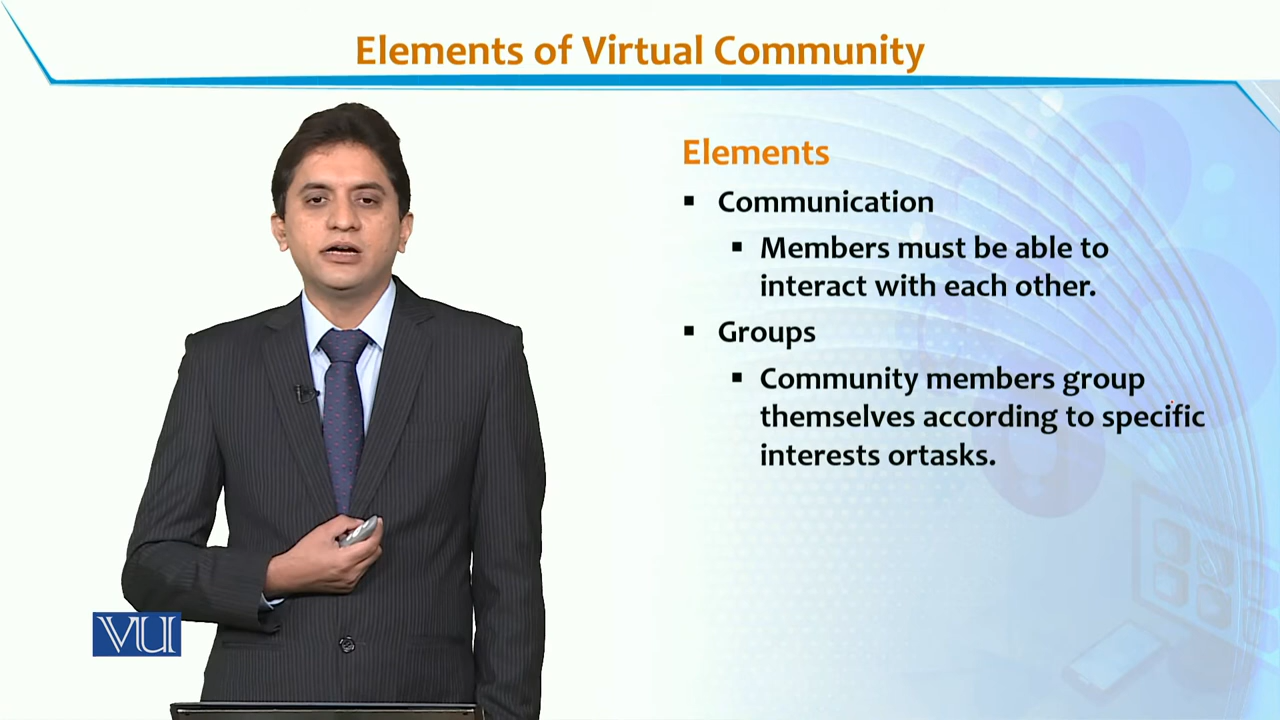 Elements of Virtual Community
Elements
▪ Communication
▪ Members must be able to
interact with each other.
▪ Groups
▪ Community members group
themselves according to specific
interests ortasks.
VU